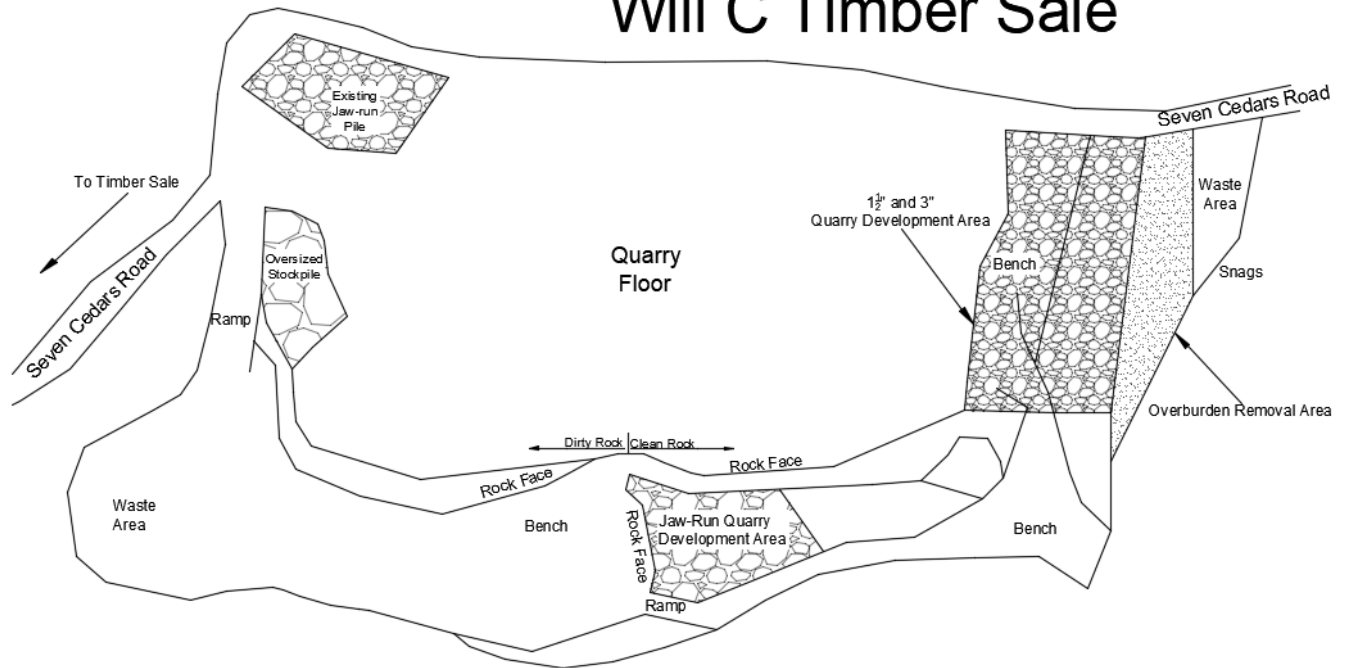 Will C Timber Sale
Existing
Jaw-run
Pile
Seven Cedars Road
To Timber Sale
Waste
Area
1½" and 3"
Quarry Development Area
Oversized
Stockpile
Quarry
Floor
Bench
Snags
Seven Cedars Road
Ramp
Overburden Removal Area
Dirty Rock
Clean Rock
Rock Face
Rock Face
Waste
Area
Bench
Rock Face
Jaw-Run Quarry
Development Area
Bench
Ramp